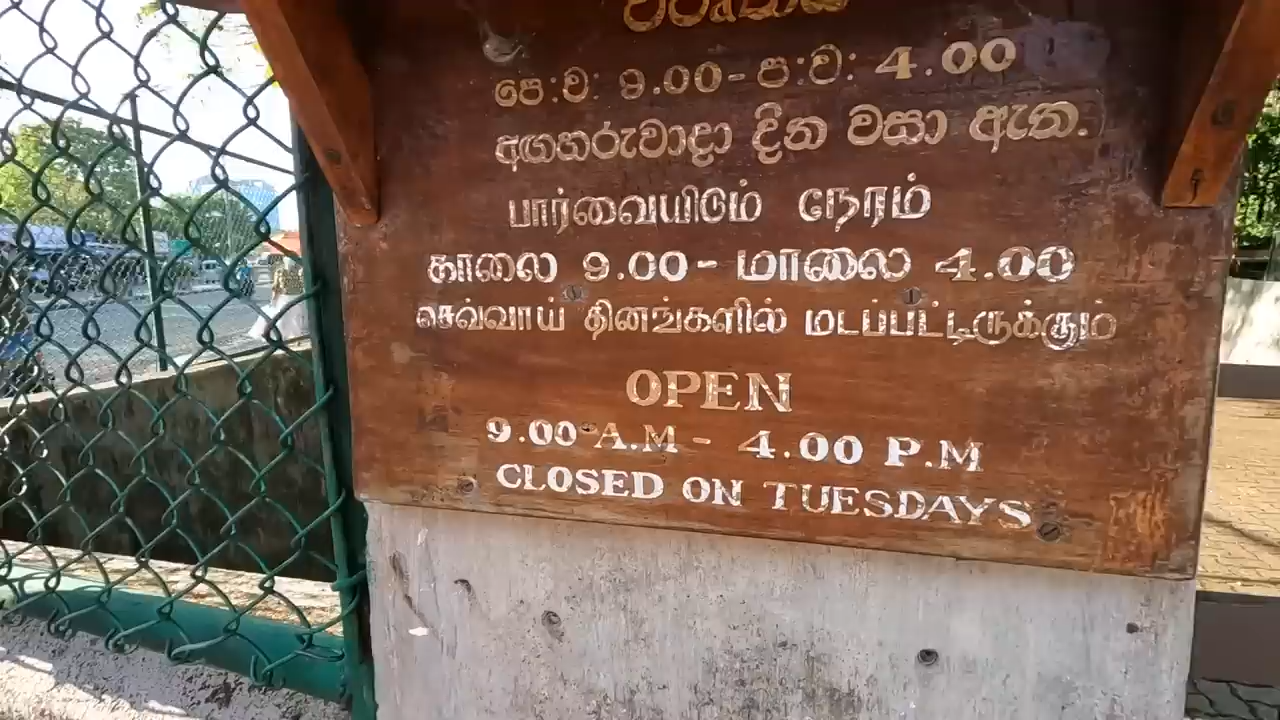 පෙ:ව: 9.00 - ප:ව: 4.00
අඟහරුවාදා දින වසා ඇත.
பார்வையிடும் நேரம்
காலை 9.00 - மாலை 4.00
செவ்வாய் தினங்களில் மடப்பட்டிருக்கும்
OPEN
9.00 A.M - 4.00 P.M
CLOSED ON TUESDAYS